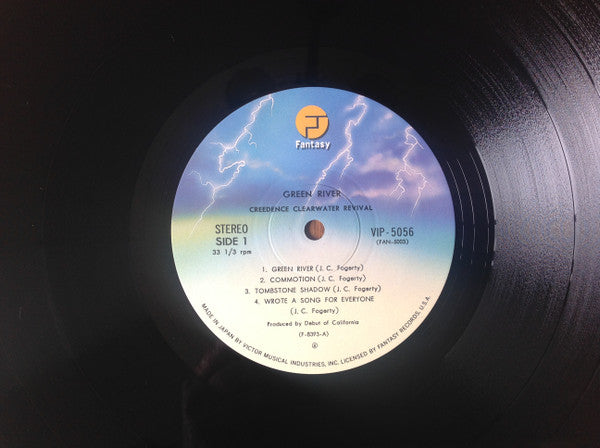 Fantasy
GREEN RIVER
CREEDENCE CLEARWATER REVIVAL
STEREO
SIDE 1
33 1/3 rpm
VIP-5056
(FAN-5003)
1. GREEN RIVER (J. C. Fogerty)
2. COMMOTION (J. C. Fogerty)
3. TOMBSTONE SHADOW (J. C. Fogerty)
4. WROTE A SONG FOR EVERYONE
(J. C. Fogerty)
Produced by Debut of California
(F-8393-A)
MADE IN JAPAN BY VICTOR MUSICAL INDUSTRIES, INC. LICENSED BY FANTASY RECORDS, U.S.A.